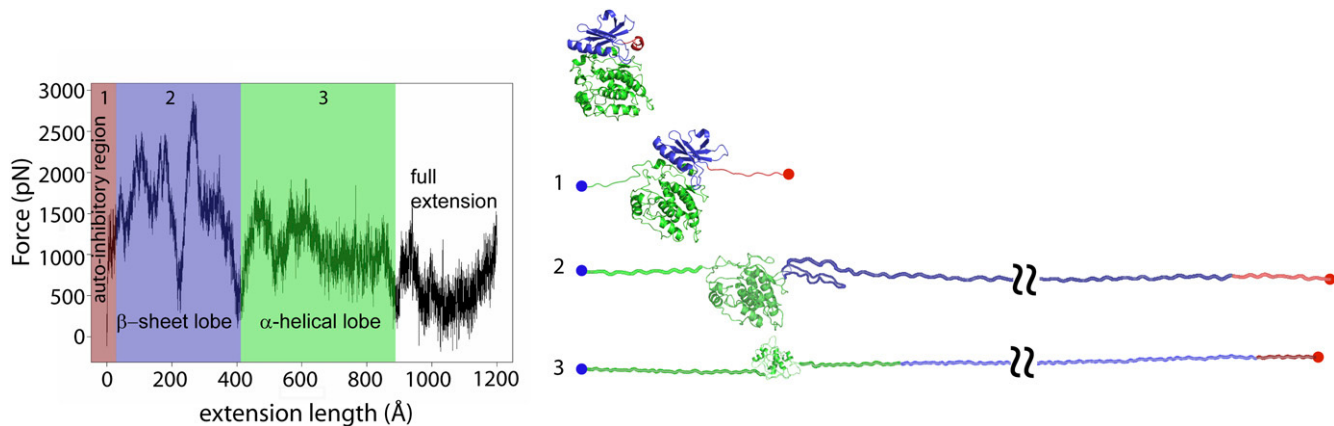 3000
2500
2000
1500
1000
500
0
Force (pN)
1
2
3
auto-inhibitory region
β–sheet lobe
α-helical lobe
full
extension
0
200
400
600
800
1000
1200
extension length (Å)
1
2
3